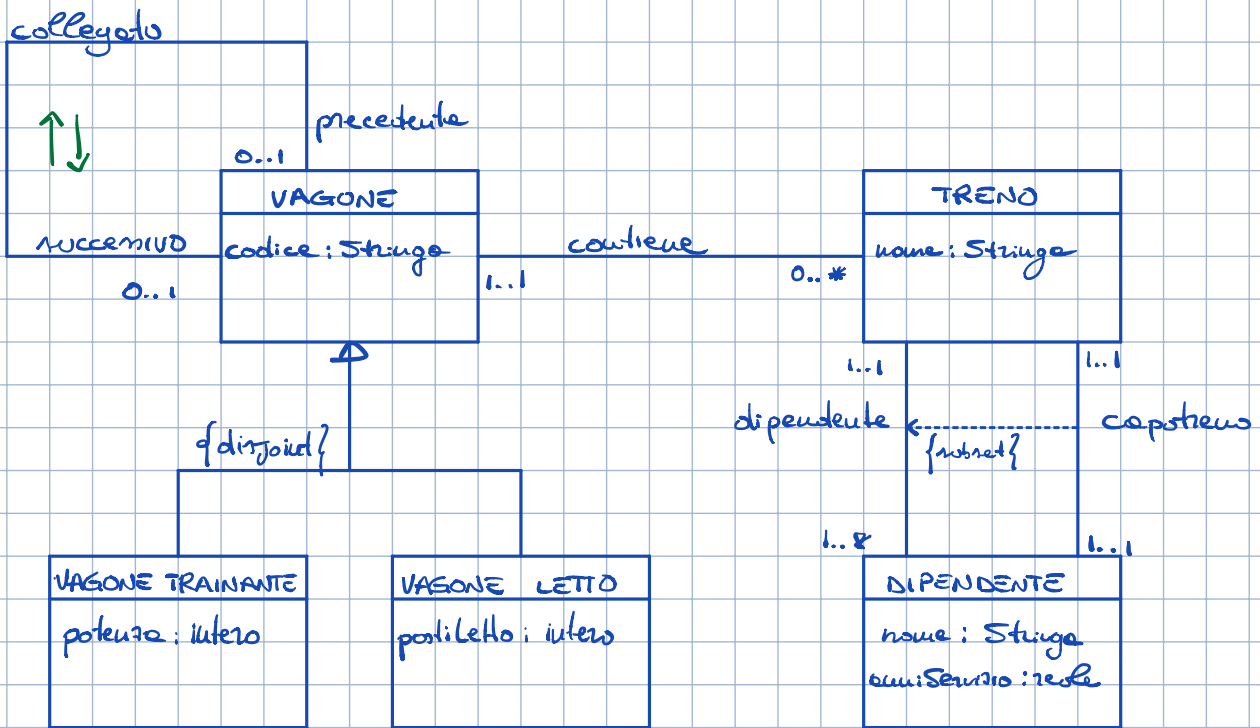 collegato
precedente
0..1
VAGONE
TRENO
successivo
codice: Stringa
contiene
nome: Stringa
0..1
1..1
0..*
1..1
1..1
dipendente
capotreno
{disjoint}
{subset}
1..8
1..1
VAGONE TRAINANTE
VAGONE LETTO
DIPENDENTE
potenza: intero
postiLetto: intero
nome: Stringa
anniServizio: reale